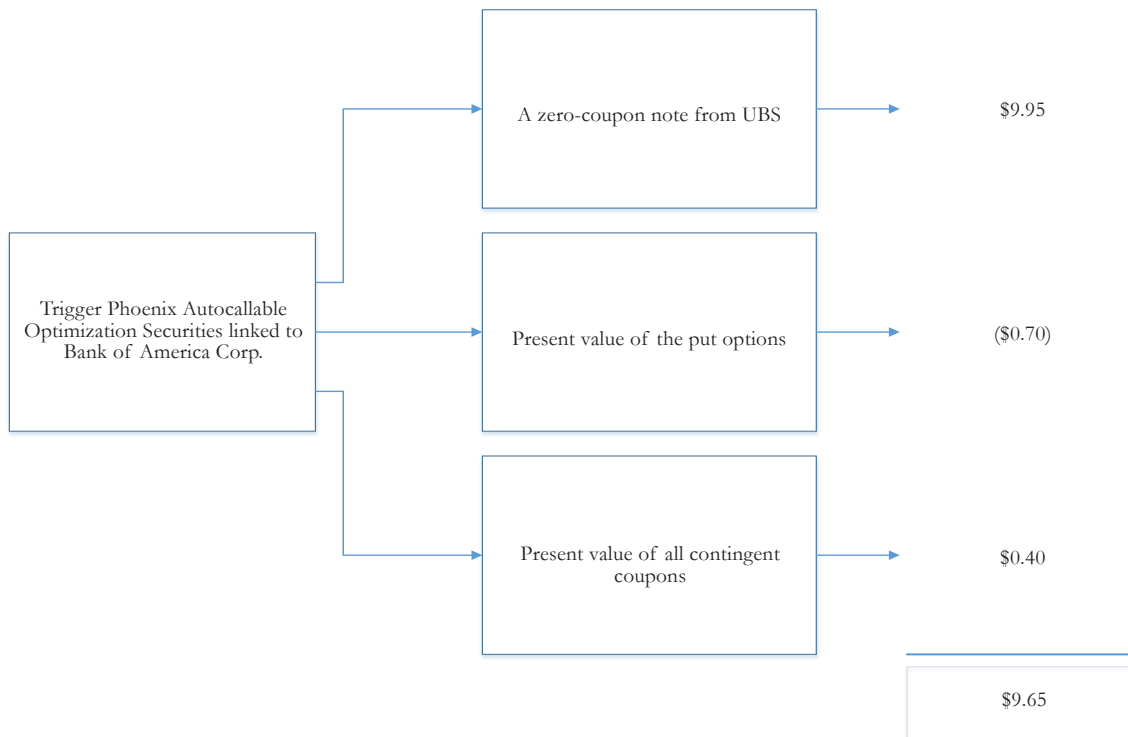 A zero-coupon note from UBS
$9.95
Trigger Phoenix Autocallable
Optimization Securities linked to
Bank of America Corp.
Present value of the put options
($0.70)
Present value of all contingent
coupons
$0.40
$9.65